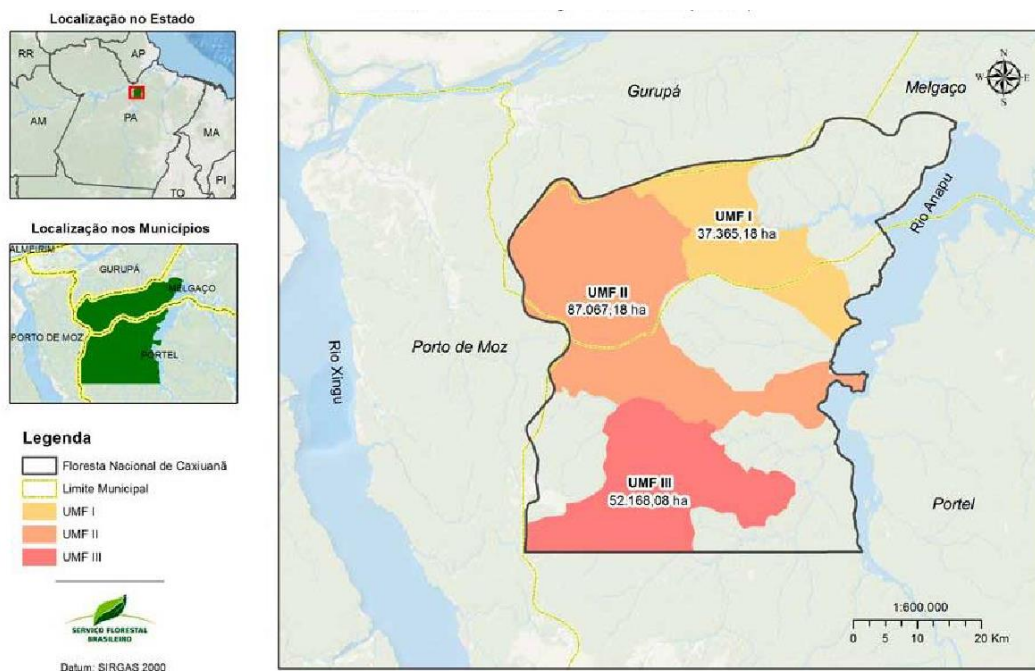 Localização no Estado
RR
AP
AM
PA
MA
TO
PI
Localização nos Municípios
ALMEIRIM
GURUPÁ
MELGAÇO
PORTO DE MOZ
PORTEL
Legenda
Floresta Nacional de Caxiuanã
Limite Municipal
UMF I
UMF II
UMF III
SERVIÇO FLORESTAL
BRASILEIRO
Datum: SIRGAS 2000
Gurupá
Melgaço
N
W
E
S
Rio Anapu
UMF I
37.365,18 ha
UMF II
87.067,18 ha
Porto de Moz
Rio Xingu
UMF III
52.168,08 ha
Portel
1:600.000
0 5 10 20 Km